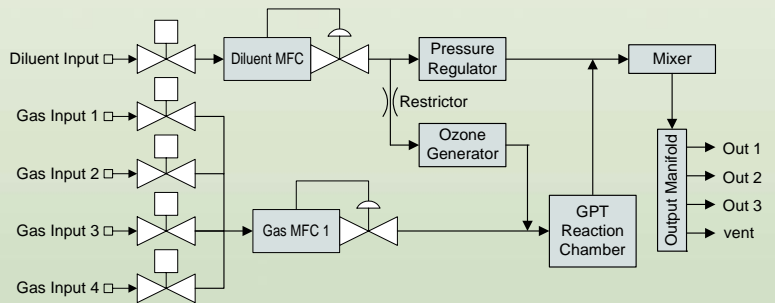 Diluent Input
Diluent MFC
Pressure
Regulator
Mixer
Restrictor
Gas Input 1
Ozone
Generator
Gas Input 2
Gas Input 3
Gas MFC 1
GPT
Reaction
Chamber
Output Manifold
Out 1
Out 2
Out 3
vent
Gas Input 4